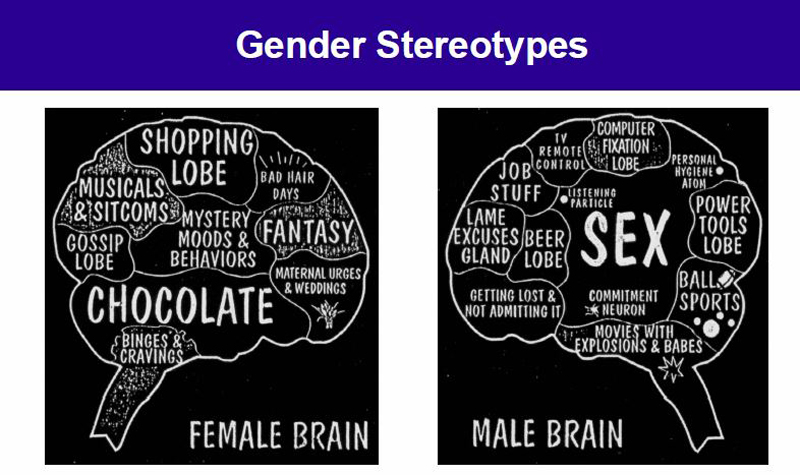 Gender Stereotypes
SHOPPING
LOBE
BAD HAIR
DAYS
MUSICALS
& SITCOMS
MYSTERY
MOODS &
BEHAVIORS
FANTASY
GOSSIP
LOBE
MATERNAL URGES
& WEDDINGS
CHOCOLATE
BINGES &
CRAVINGS
FEMALE BRAIN
TV
REMOTE
CONTROL
COMPUTER
FIXATION
LOBE
PERSONAL
HYGIENE
ATOM
JOB
STUFF
LISTENING
PARTICLE
LAME
EXCUSES
GLAND
BEER
LOBE
SEX
POWER
TOOLS
LOBE
BALL
SPORTS
GETTING LOST &
NOT ADMITTING IT
COMMITMENT
NEURON
MOVIES WITH
EXPLOSIONS & BABES
MALE BRAIN